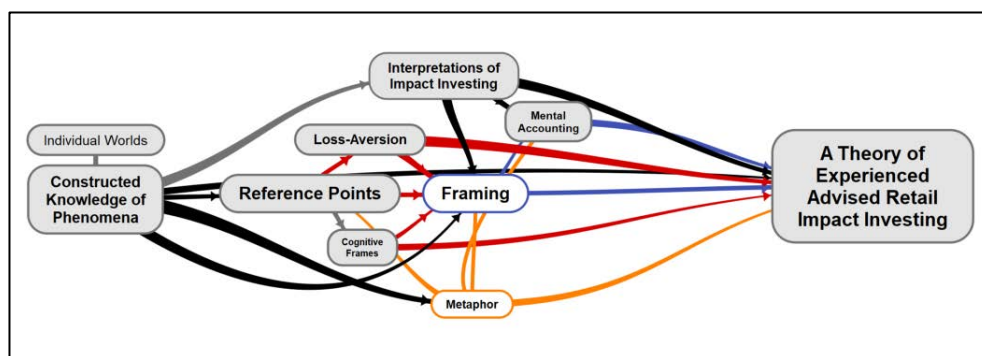 Interpretations of
Impact Investing
Mental
Accounting
Individual Worlds
Loss-Aversion
Constructed
Knowledge of
Phenomena
Reference Points
Framing
Cognitive
Frames
Metaphor
A Theory of
Experienced
Advised Retail
Impact Investing